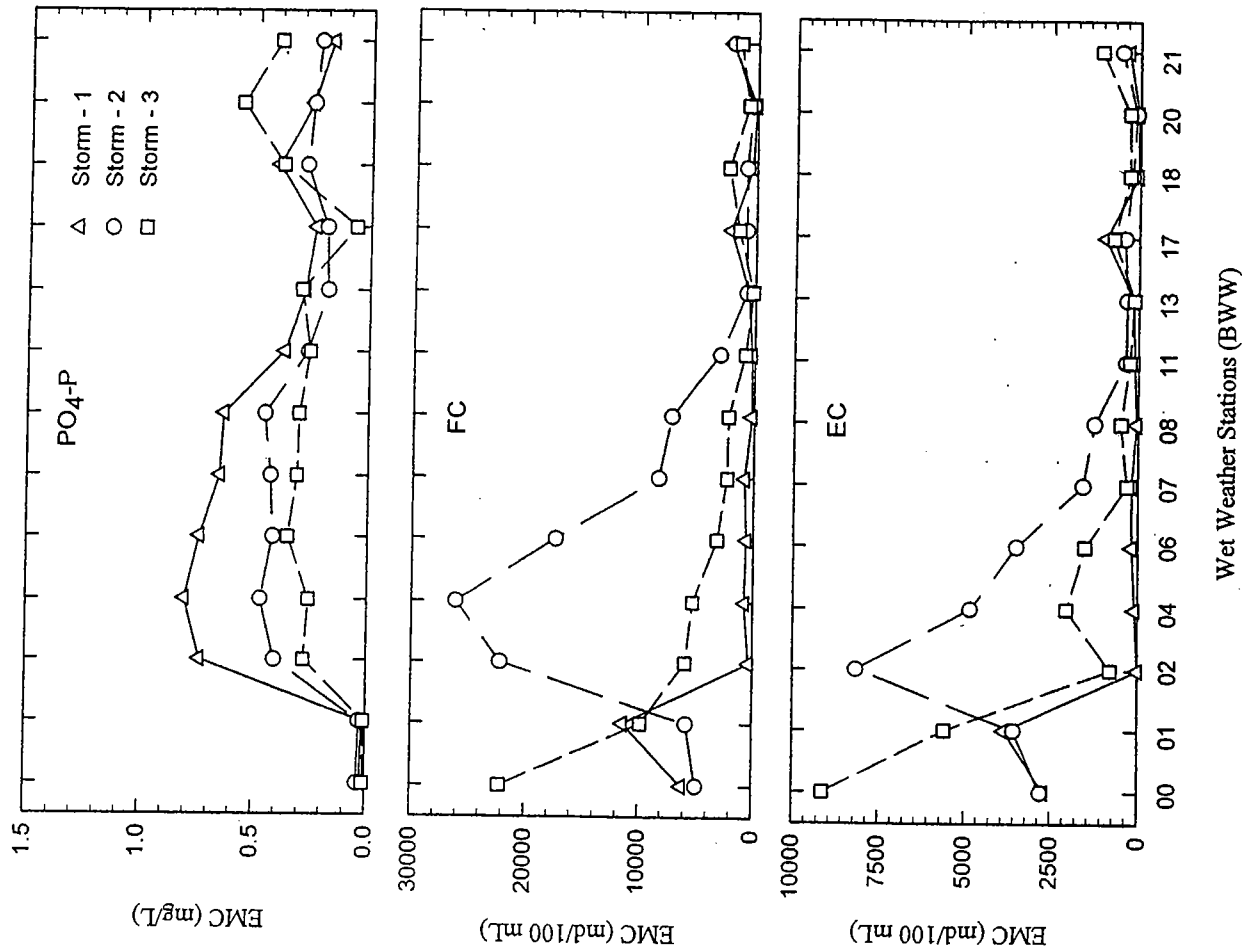 1.5
1.0
0.5
0.0
EMC (mg/L)
PO4-P
Storm - 1
Storm - 2
Storm - 3
30000
20000
10000
0
EMC (md/100 mL)
FC
10000
7500
5000
2500
0
EMC (md/100 mL)
EC
00 01 02 04 06 07 08 11 13 17 18 20 21
Wet Weather Stations (BWW)